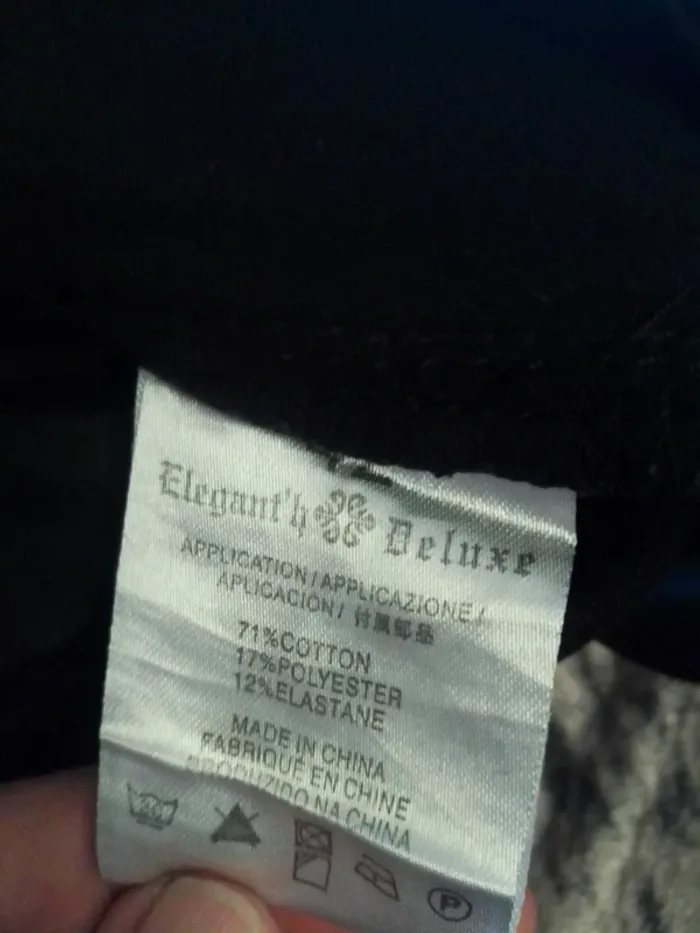 Elegant'h Deluxe
APPLICATION / APPLICAZIONE /
APLICACION / 付属部品
71%COTTON
17%POLYESTER
12%ELASTANE
MADE IN CHINA
FABRIQUE EN CHINE
PRODUZIDO NA CHINA
P